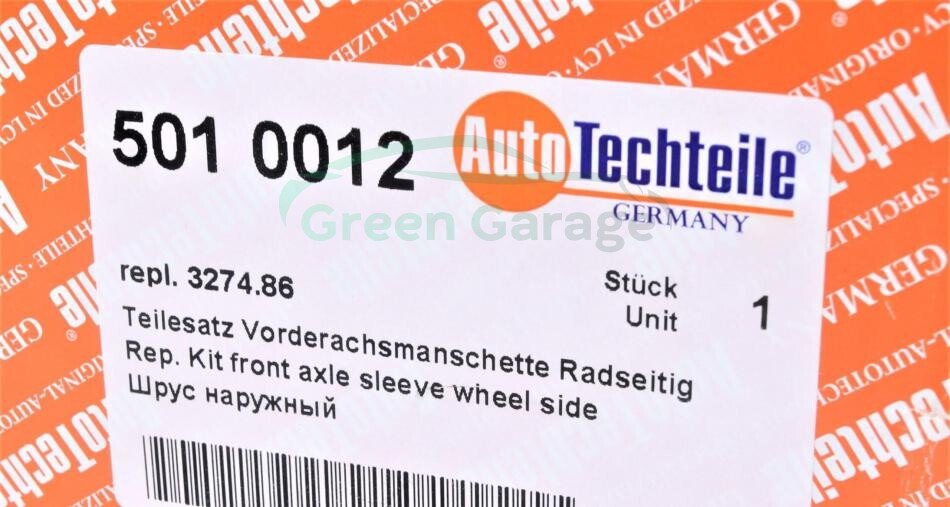 501 0012
AutoTechteile®
GERMANY
Green Garage
repl. 3274.86
Stück
Unit
1
Teilesatz Vorderachsmanschette Radseitig
Rep. Kit front axle sleeve wheel side
Шрус наружный